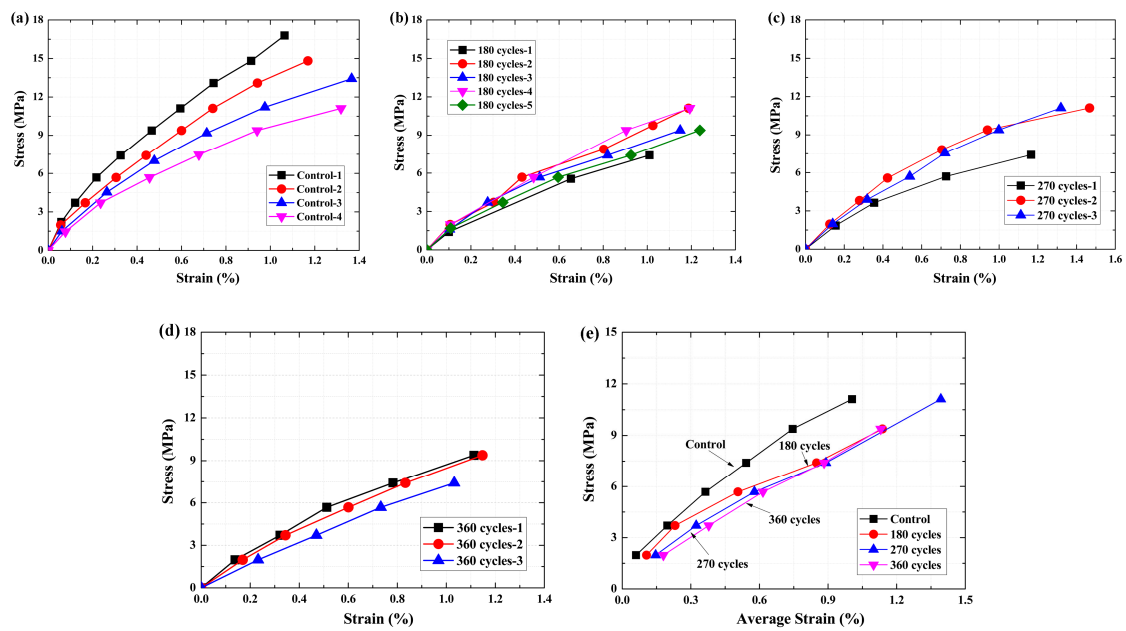 (a)
Stress (MPa)
18
15
12
9
6
3
0
Control-1
Control-2
Control-3
Control-4
0.0 0.2 0.4 0.6 0.8 1.0 1.2 1.4
Strain (%)
(b)
Stress (MPa)
18
15
12
9
6
3
0
180 cycles-1
180 cycles-2
180 cycles-3
180 cycles-4
180 cycles-5
0.0 0.2 0.4 0.6 0.8 1.0 1.2 1.4
Strain (%)
(c)
Stress (MPa)
18
15
12
9
6
3
0
270 cycles-1
270 cycles-2
270 cycles-3
0.0 0.2 0.4 0.6 0.8 1.0 1.2 1.4 1.6
Strain (%)
(d)
Stress (MPa)
18
15
12
9
6
3
0
360 cycles-1
360 cycles-2
360 cycles-3
0.0 0.2 0.4 0.6 0.8 1.0 1.2 1.4
Strain (%)
(e)
Stress (MPa)
15
12
9
6
3
0
Control
180 cycles
360 cycles
270 cycles
Control
180 cycles
270 cycles
360 cycles
0.0 0.3 0.6 0.9 1.2 1.5
Average Strain (%)